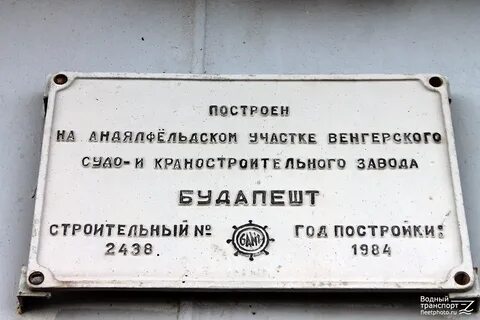 ПОСТРОЕН
НА АНДЯЛФЁЛЬДСКОМ УЧАСТКЕ ВЕНГЕРСКОГО
СУДО- И КРАНОСТРОИТЕЛЬНОГО ЗАВОДА
БУДАПЕШТ
СТРОИТЕЛЬНЫЙ № ГОД ПОСТРОЙКИ:
2438 GANZ 1984
Водный
транспорт
fleetphoto.ru